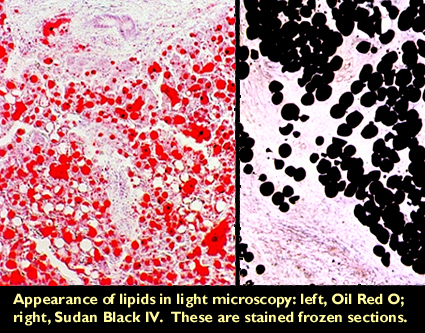 Appearance of lipids in light microscopy: left, Oil Red O;
right, Sudan Black IV.  These are stained frozen sections.